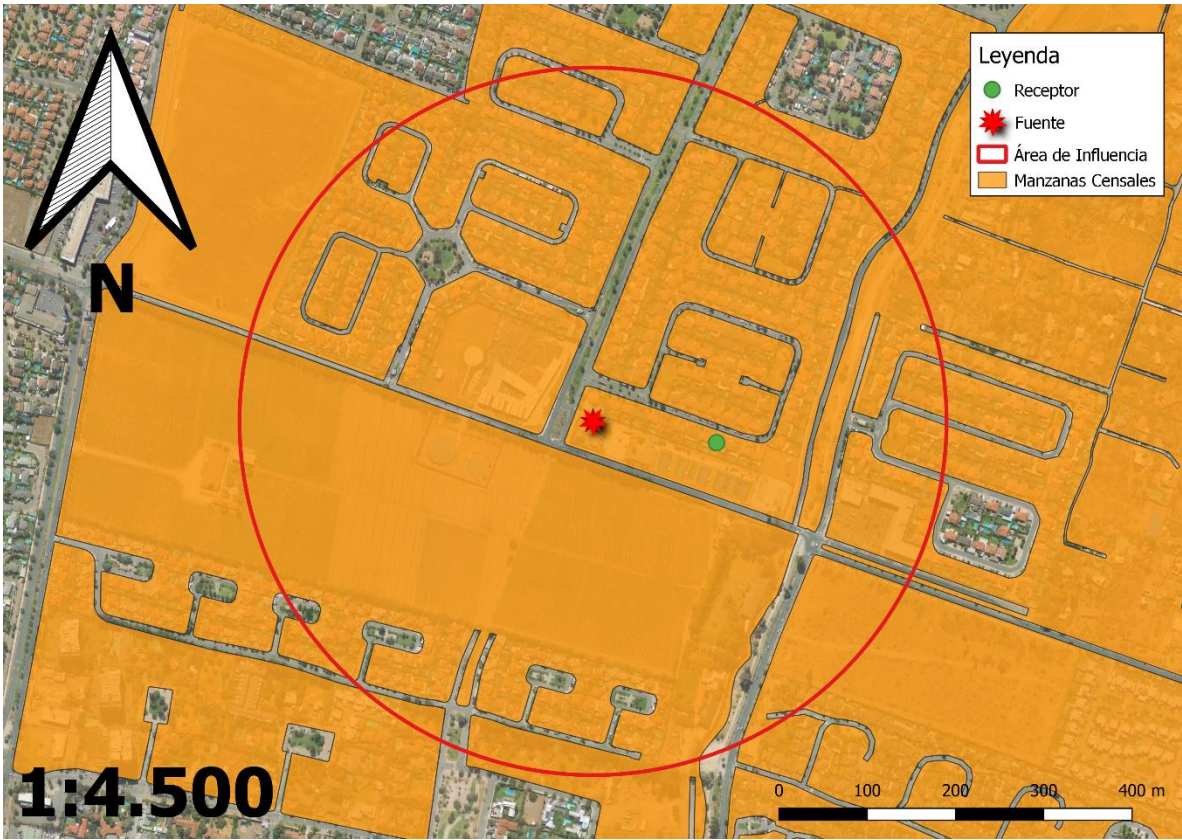 Leyenda
Receptor
Fuente
Área de Influencia
Manzanas Censales
N
1:4.500
0 100 200 300 400 m